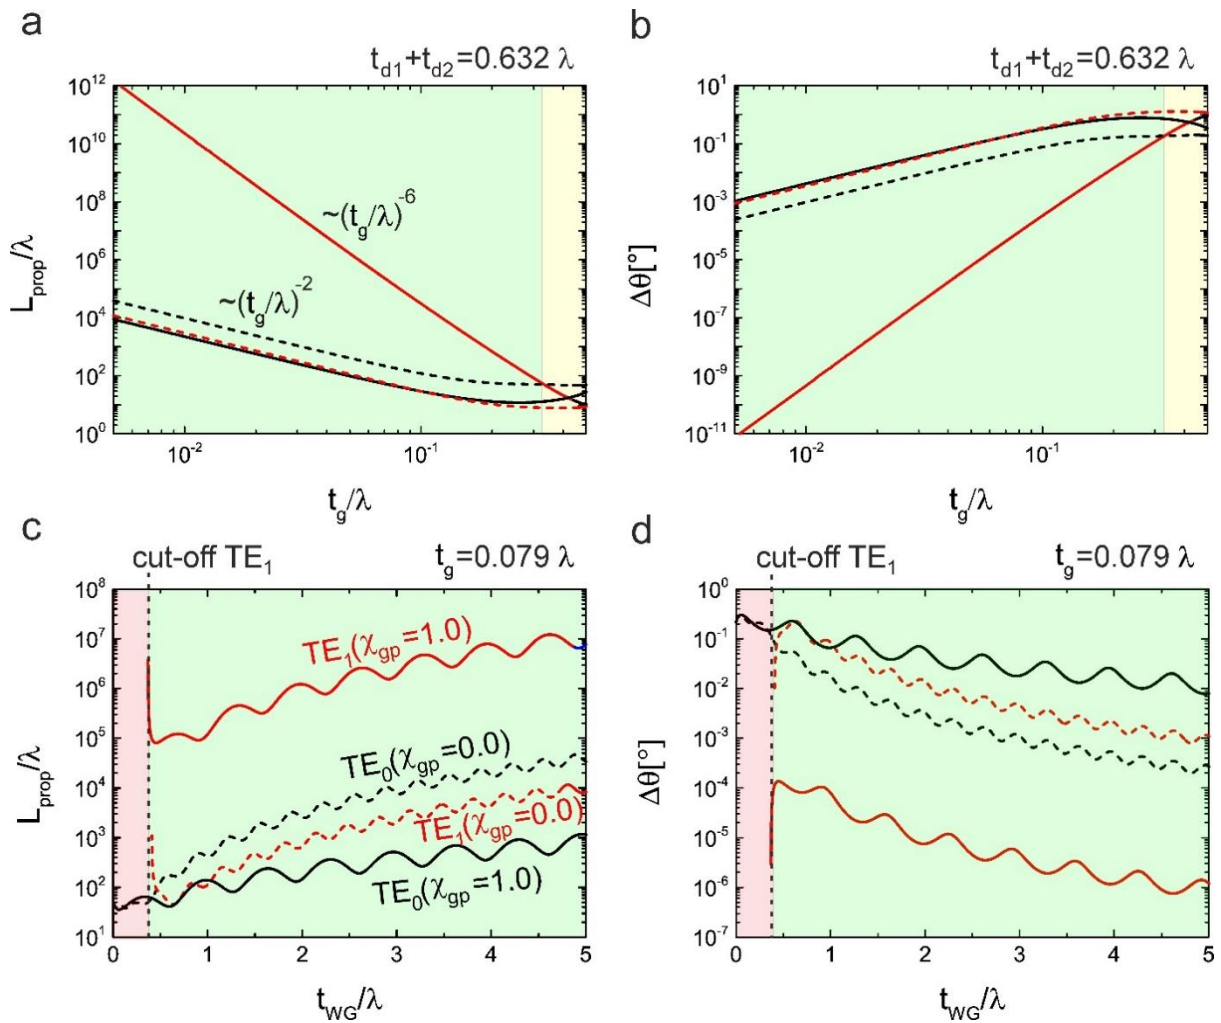 a
t_d1+t_d2=0.632 λ
10^12
10^10
10^8
10^6
10^4
10^2
10^0
L_prop/λ
~(t_g/λ)^-6
~(t_g/λ)^-2
10^-2
10^-1
t_g/λ
b
t_d1+t_d2=0.632 λ
10^1
10^-1
10^-3
10^-5
10^-7
10^-9
10^-11
Δθ[°]
10^-2
10^-1
t_g/λ
c
cut-off TE_1
t_g=0.079 λ
10^8
10^7
10^6
10^5
10^4
10^3
10^2
10^1
L_prop/λ
TE_1(χ_gp=1.0)
TE_0(χ_gp=0.0)
TE_1(χ_gp=0.0)
TE_0(χ_gp=1.0)
0 1 2 3 4 5
t_WG/λ
d
cut-off TE_1
t_g=0.079 λ
10^0
10^-1
10^-2
10^-3
10^-4
10^-5
10^-6
10^-7
Δθ[°]
0 1 2 3 4 5
t_WG/λ